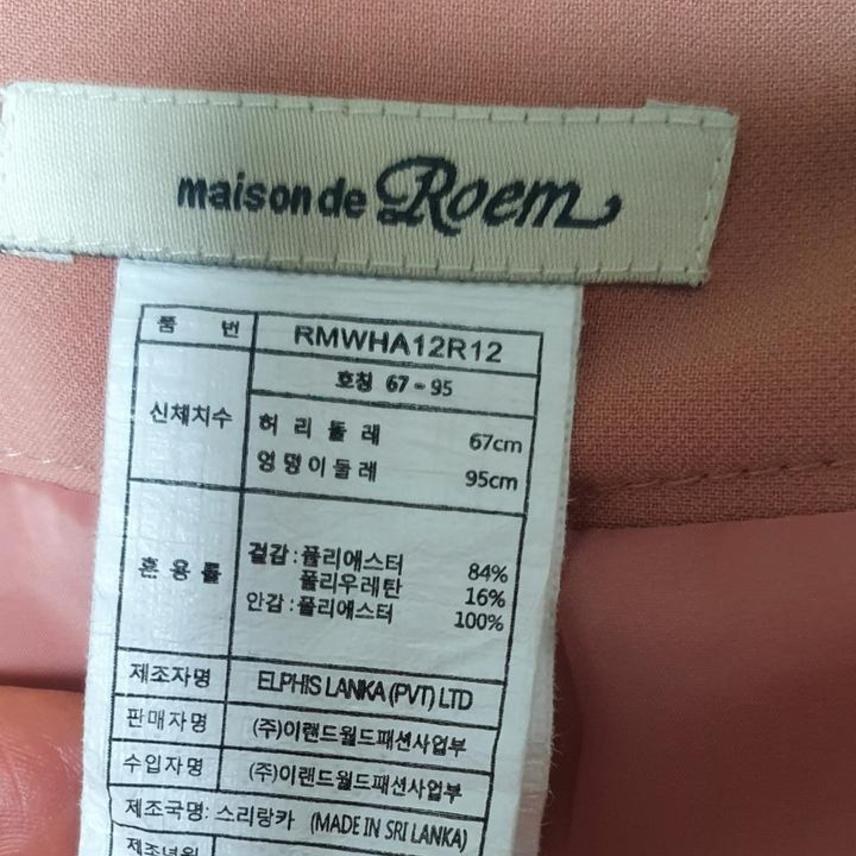 maison de Roem
품 번 RMWHA12R12
호칭 67-95
신체치수 허 리 둘 레 67cm
엉덩이둘레 95cm
혼 용 률 겉감:폴리에스터 84%
폴리우레탄 16%
안감:폴리에스터 100%
제조자명 ELPHIS LANKA (PVT) LTD
판매자명 (주)이랜드월드패션사업부
수입자명 (주)이랜드월드패션사업부
제조국명: 스리랑카 (MADE IN SRI LANKA)
제조년월